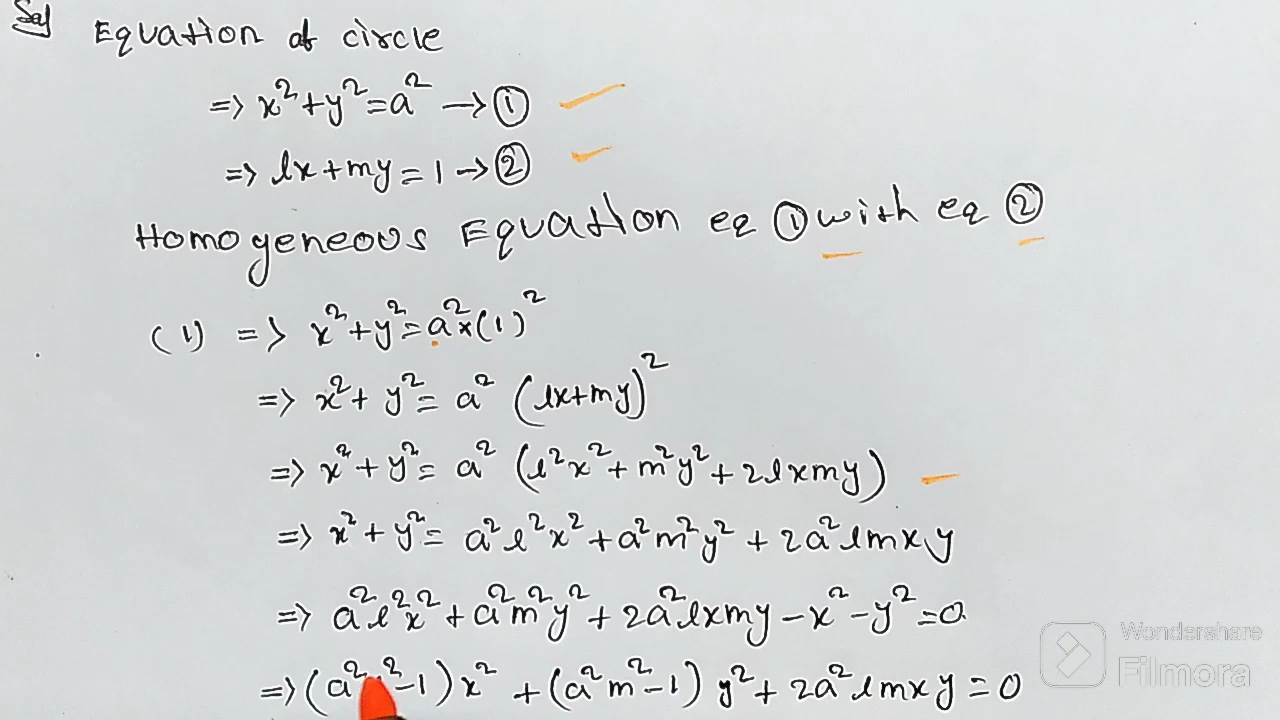 Sol Equation of circle
=> x²+y²=a² → ①
=> lx+my=1 → ②
Homogeneous Equation eq ① with eq ②
(1) => x²+y²=a²×(1)²
=> x²+y²=a² (lx+my)²
=> x²+y²=a² (l²x²+m²y²+2lxmy)
=> x²+y²=a²l²x²+a²m²y²+2a²lmxy
=> a²l²x²+a²m²y²+2a²lxmy-x²-y²=0
=> (a² ²-1)x²+(a²m²-1)y²+2a²lmxy=0
Wondershare
Filmora